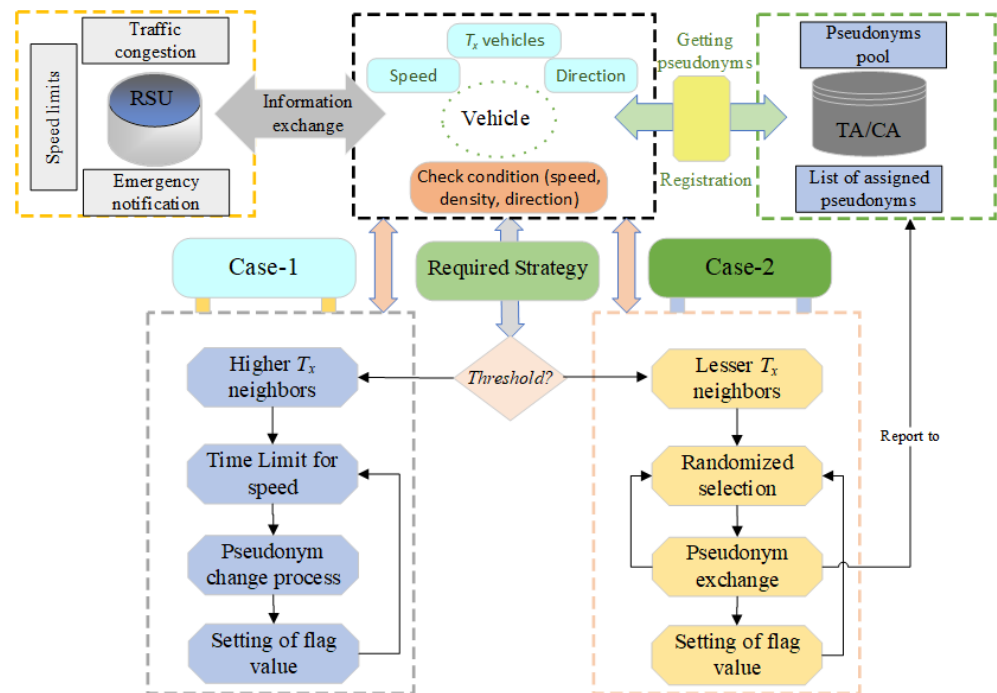 Traffic
congestion
Speed limits
RSU
Emergency
notification
Information
exchange
Tx vehicles
Speed
Direction
Vehicle
Check condition (speed,
density, direction)
Getting
pseudonyms
Registration
Pseudonyms
pool
TA/CA
List of assigned
pseudonyms
Case-1
Required Strategy
Case-2
Higher Tx
neighbors
Threshold?
Lesser Tx
neighbors
Time Limit for
speed
Randomized
selection
Report to
Pseudonym
change process
Pseudonym
exchange
Setting of flag
value
Setting of flag
value